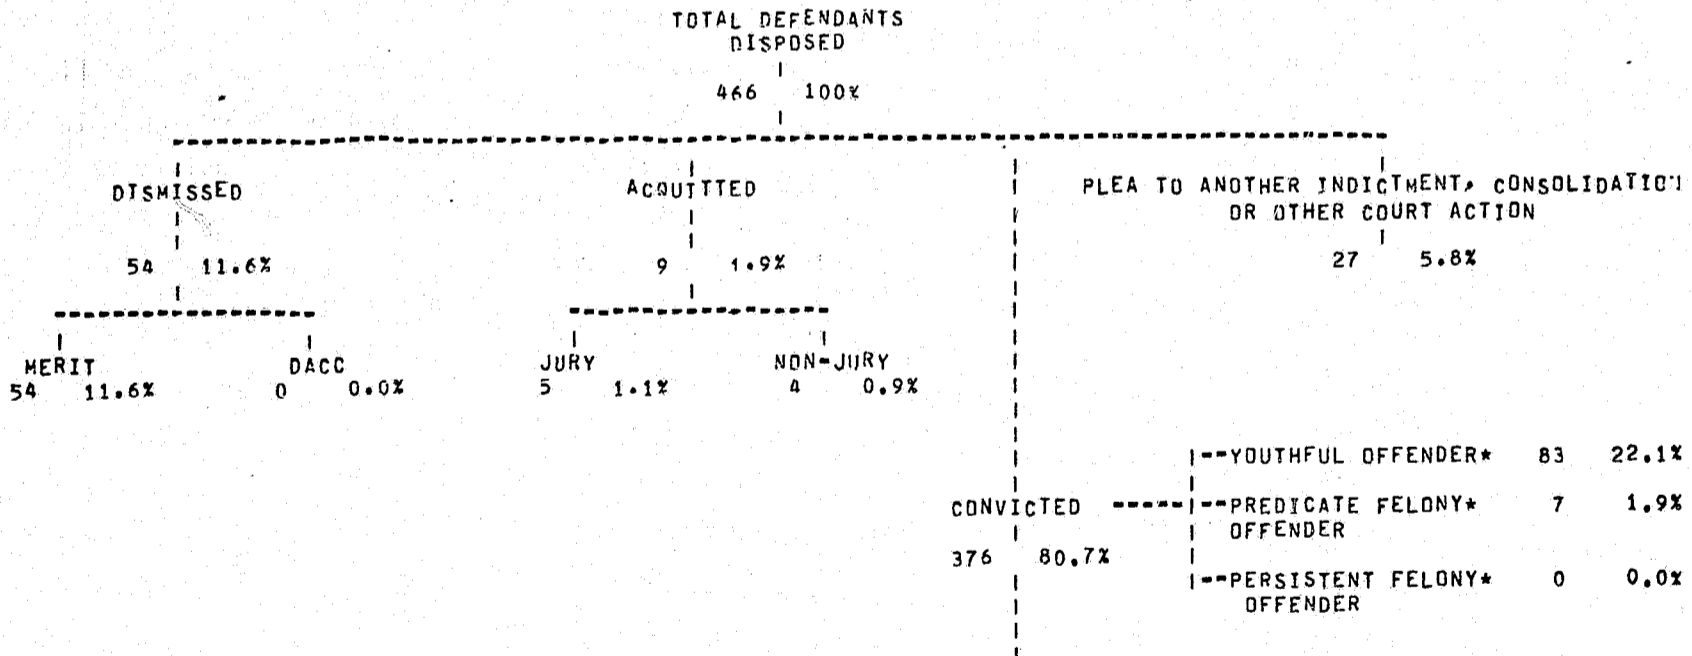 TOTAL DEFENDANTS
DISPOSED
466 100%
DISMISSED
54 11.6%
MERIT
54 11.6%
DACC
0 0.0%
ACQUITTED
9 1.9%
JURY
5 1.1%
NON-JURY
4 0.9%
PLEA TO ANOTHER INDICTMENT, CONSOLIDATION
OR OTHER COURT ACTION
27 5.8%
CONVICTED
376 80.7%
YOUTHFUL OFFENDER* 83 22.1%
PREDICATE FELONY* 7 1.9%
OFFENDER
PERSISTENT FELONY* 0 0.0%
OFFENDER